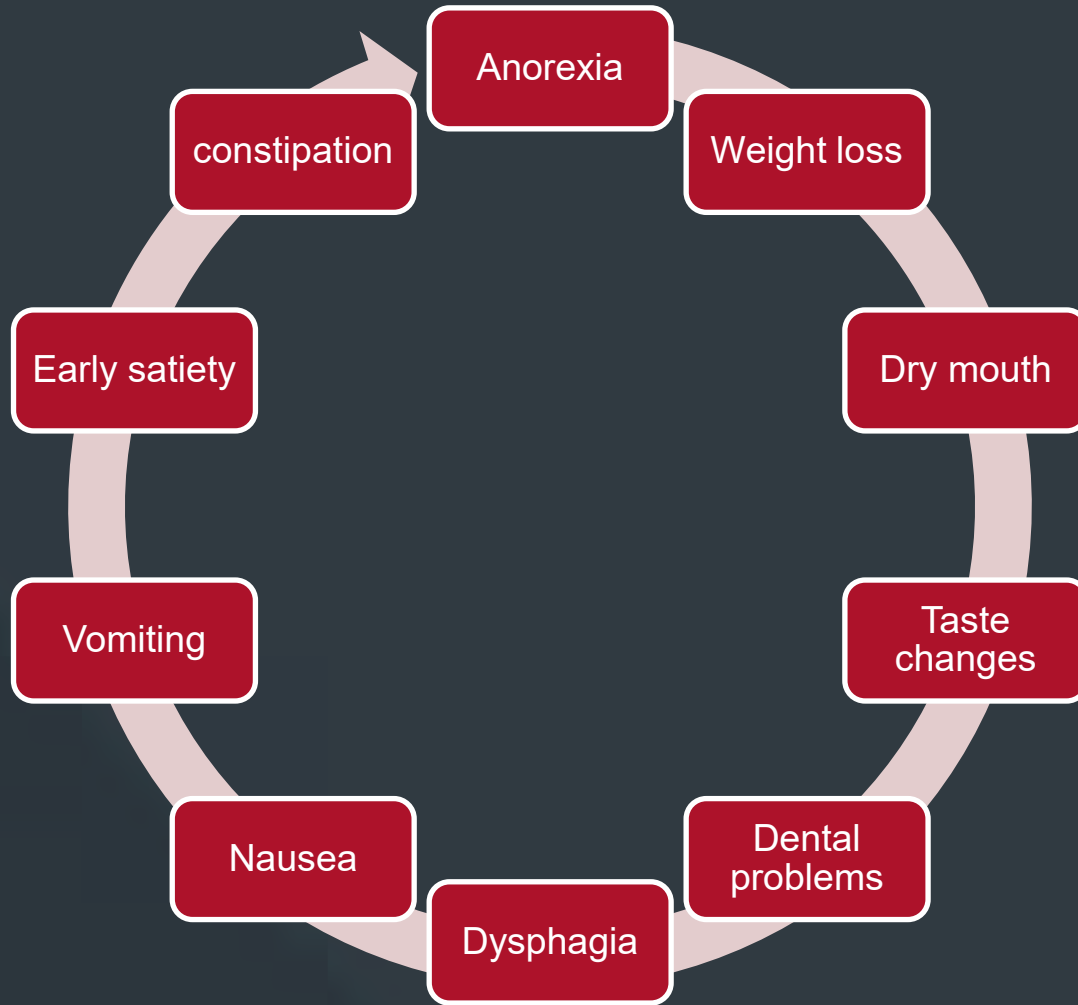 Anorexia
Weight loss
Dry mouth
Taste
changes
Dental
problems
Dysphagia
Nausea
Vomiting
Early satiety
constipation